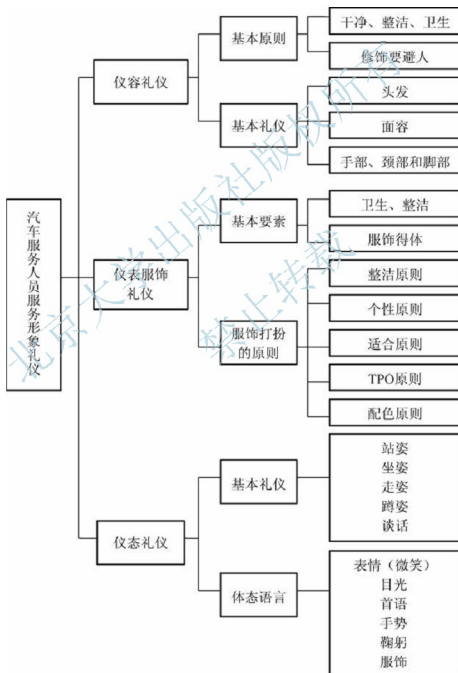 汽车服务人员服务形象礼仪
仪容礼仪
基本原则
干净、整洁、卫生
修饰要避人
基本礼仪
头发
面容
手部、颈部和脚部
仪表服饰
礼仪
基本要素
卫生、整洁
服饰得体
服饰打扮
的原则
整洁原则
个性原则
适合原则
TPO原则
配色原则
仪态礼仪
基本礼仪
站姿
坐姿
走姿
蹲姿
谈话
体态语言
表情（微笑）
目光
首语
手势
鞠躬
服饰
北京大学出版社版权所有
禁止转载